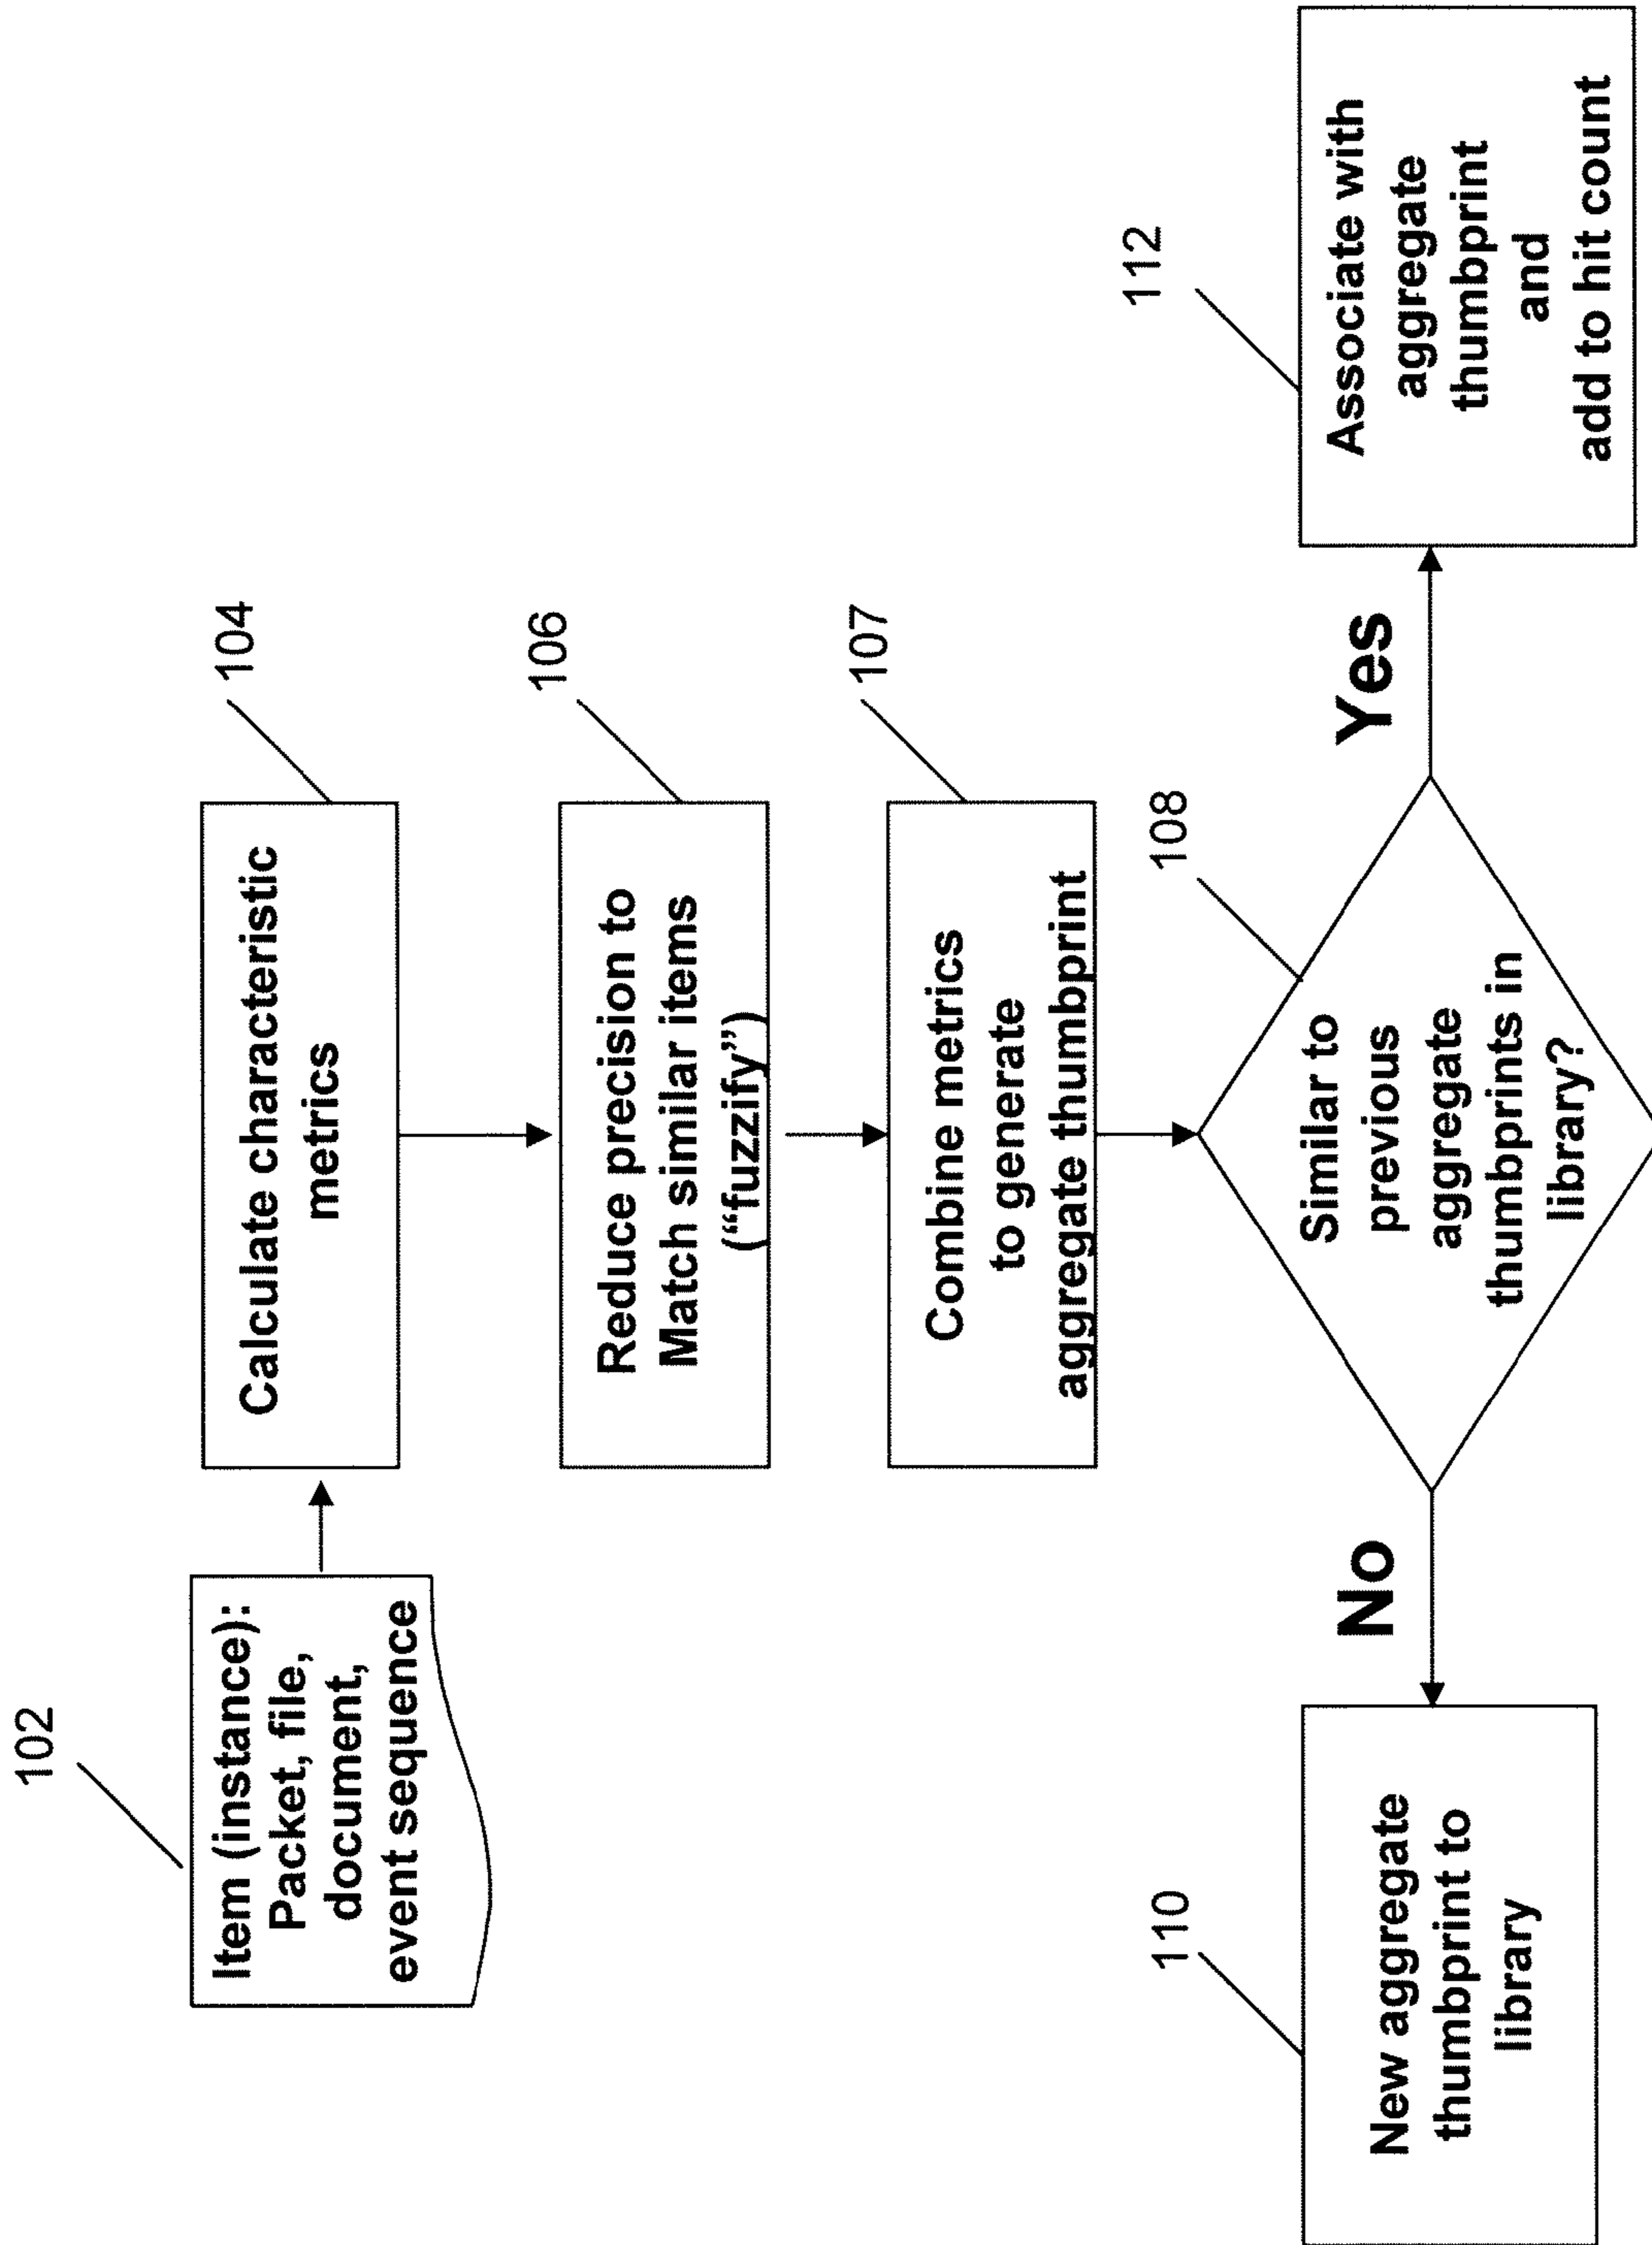 102
Item (instance):
Packet, file,
document,
event sequence
104
Calculate characteristic
metrics
106
Reduce precision to
Match similar items
(“fuzzify”)
107
Combine metrics
to generate
aggregate thumbprint
108
Similar to
previous
aggregate
thumbprints in
library?
No
Yes
110
New aggregate
thumbprint to
library
112
Associate with
aggregate
thumbprint
and
add to hit count